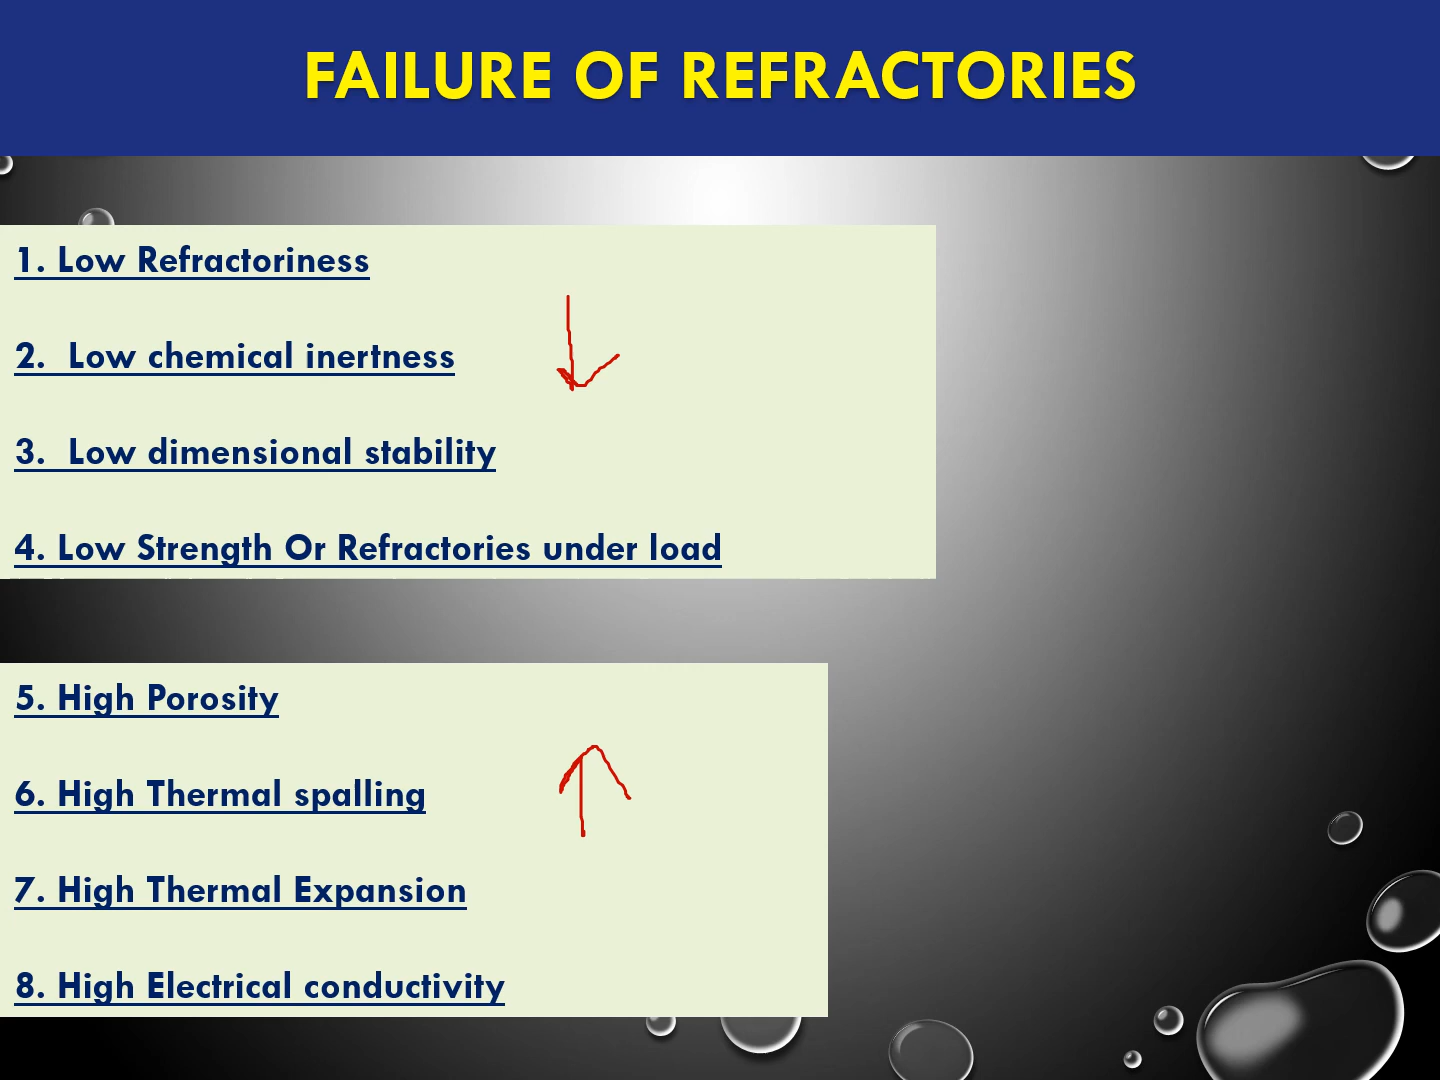 FAILURE OF REFRACTORIES
1. Low Refractoriness
2. Low chemical inertness
3. Low dimensional stability
4. Low Strength Or Refractories under load
5. High Porosity
6. High Thermal spalling
7. High Thermal Expansion
8. High Electrical conductivity